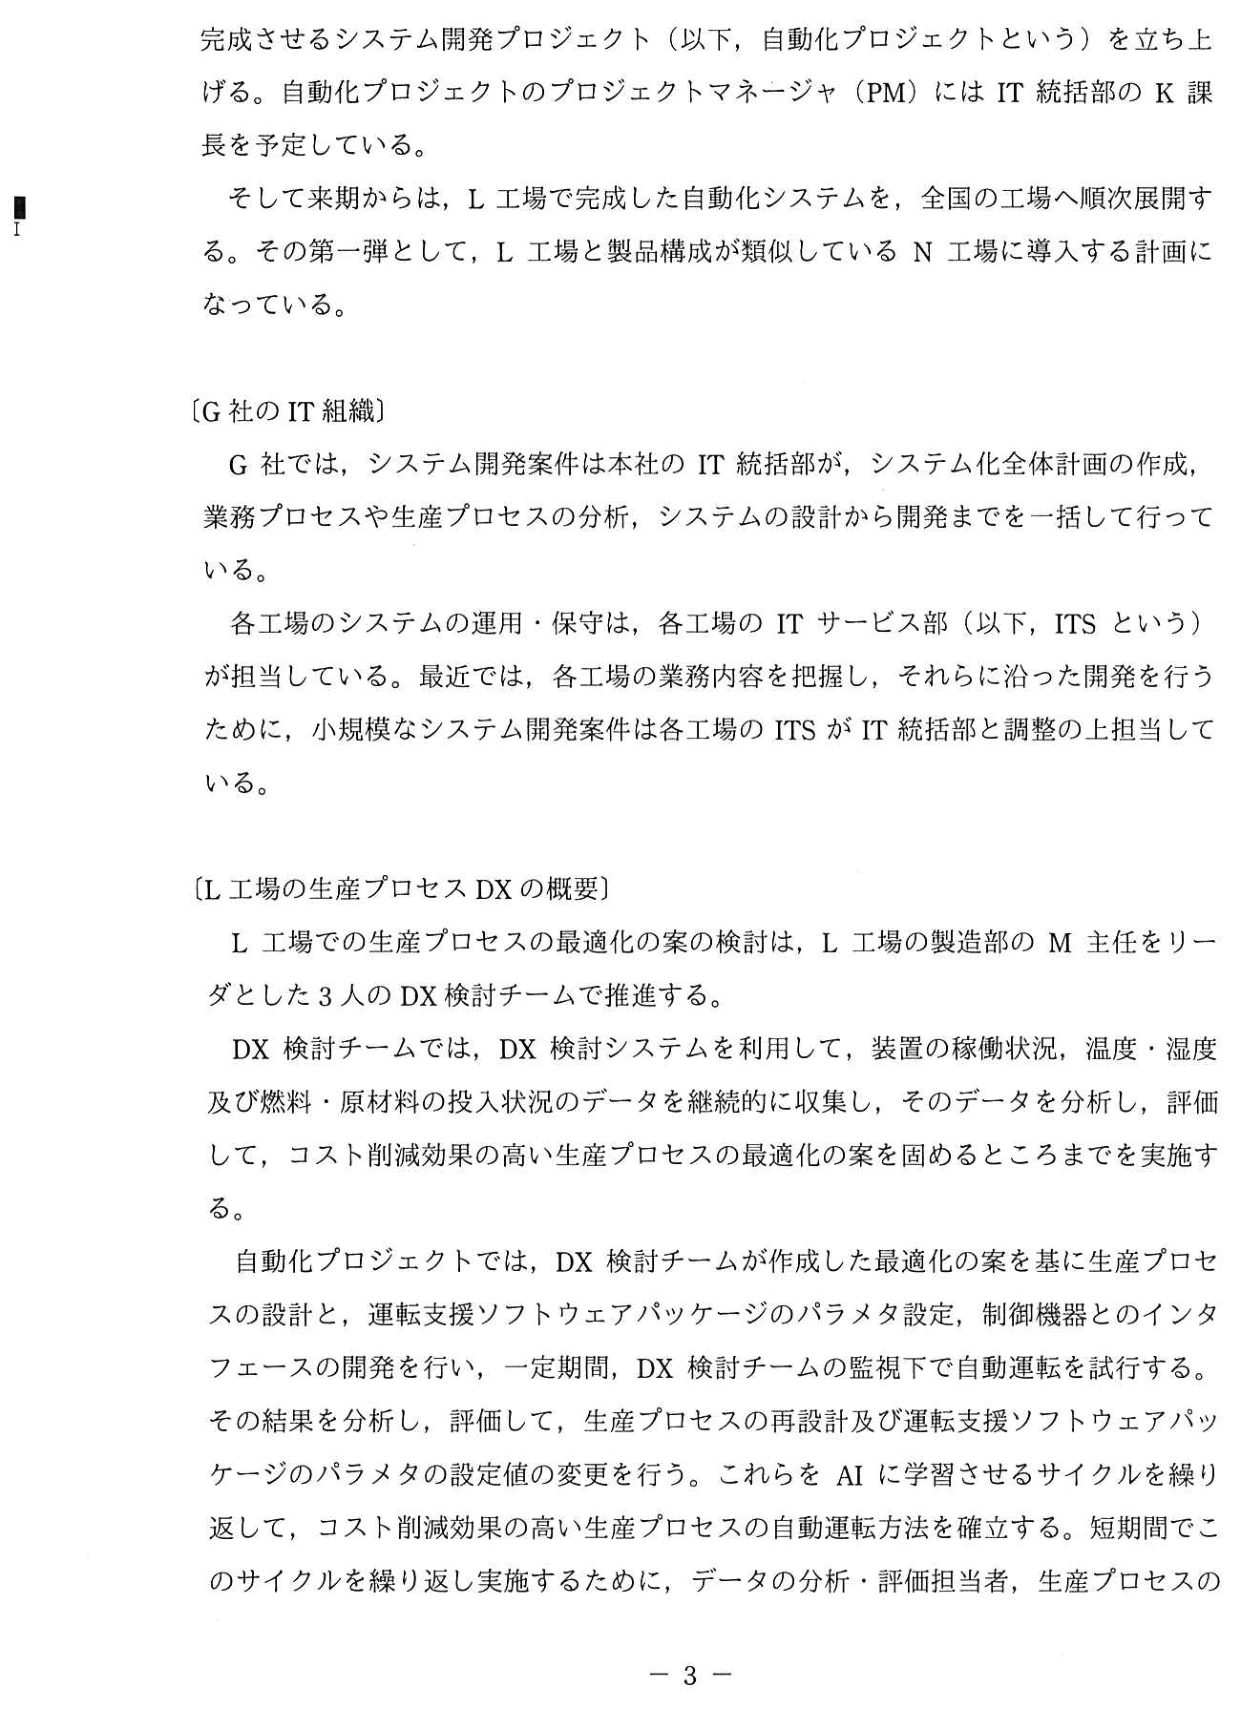 完成させるシステム開発プロジェクト（以下，自動化プロジェクトという）を立ち上
げる。自動化プロジェクトのプロジェクトマネージャ（PM）には IT 統括部の K 課
長を予定している。
そして来期からは，L 工場で完成した自動化システムを，全国の工場へ順次展開す
る。その第一弾として，L 工場と製品構成が類似している N 工場に導入する計画に
なっている。
〔G 社の IT 組織〕
G 社では，システム開発案件は本社の IT 統括部が，システム化全体計画の作成，
業務プロセスや生産プロセスの分析，システムの設計から開発までを一括して行って
いる。
各工場のシステムの運用・保守は，各工場の IT サービス部（以下，ITS という）
が担当している。最近では，各工場の業務内容を把握し，それらに沿った開発を行う
ために，小規模なシステム開発案件は各工場の ITS が IT 統括部と調整の上担当して
いる。
〔L 工場の生産プロセス DX の概要〕
L 工場での生産プロセスの最適化の案の検討は，L 工場の製造部の M 主任をリー
ダとした 3 人の DX 検討チームで推進する。
DX 検討チームでは，DX 検討システムを利用して，装置の稼働状況，温度・湿度
及び燃料・原材料の投入状況のデータを継続的に収集し，そのデータを分析し，評価
して，コスト削減効果の高い生産プロセスの最適化の案を固めるところまでを実施す
る。
自動化プロジェクトでは，DX 検討チームが作成した最適化の案を基に生産プロセ
スの設計と，運転支援ソフトウェアパッケージのパラメタ設定，制御機器とのインタ
フェースの開発を行い，一定期間，DX 検討チームの監視下で自動運転を試行する。
その結果を分析し，評価して，生産プロセスの再設計及び運転支援ソフトウェアパッ
ケージのパラメタの設定値の変更を行う。これらを AI に学習させるサイクルを繰り
返して，コスト削減効果の高い生産プロセスの自動運転方法を確立する。短期間でこ
のサイクルを繰り返し実施するために，データの分析・評価担当者，生産プロセスの
－ 3 －